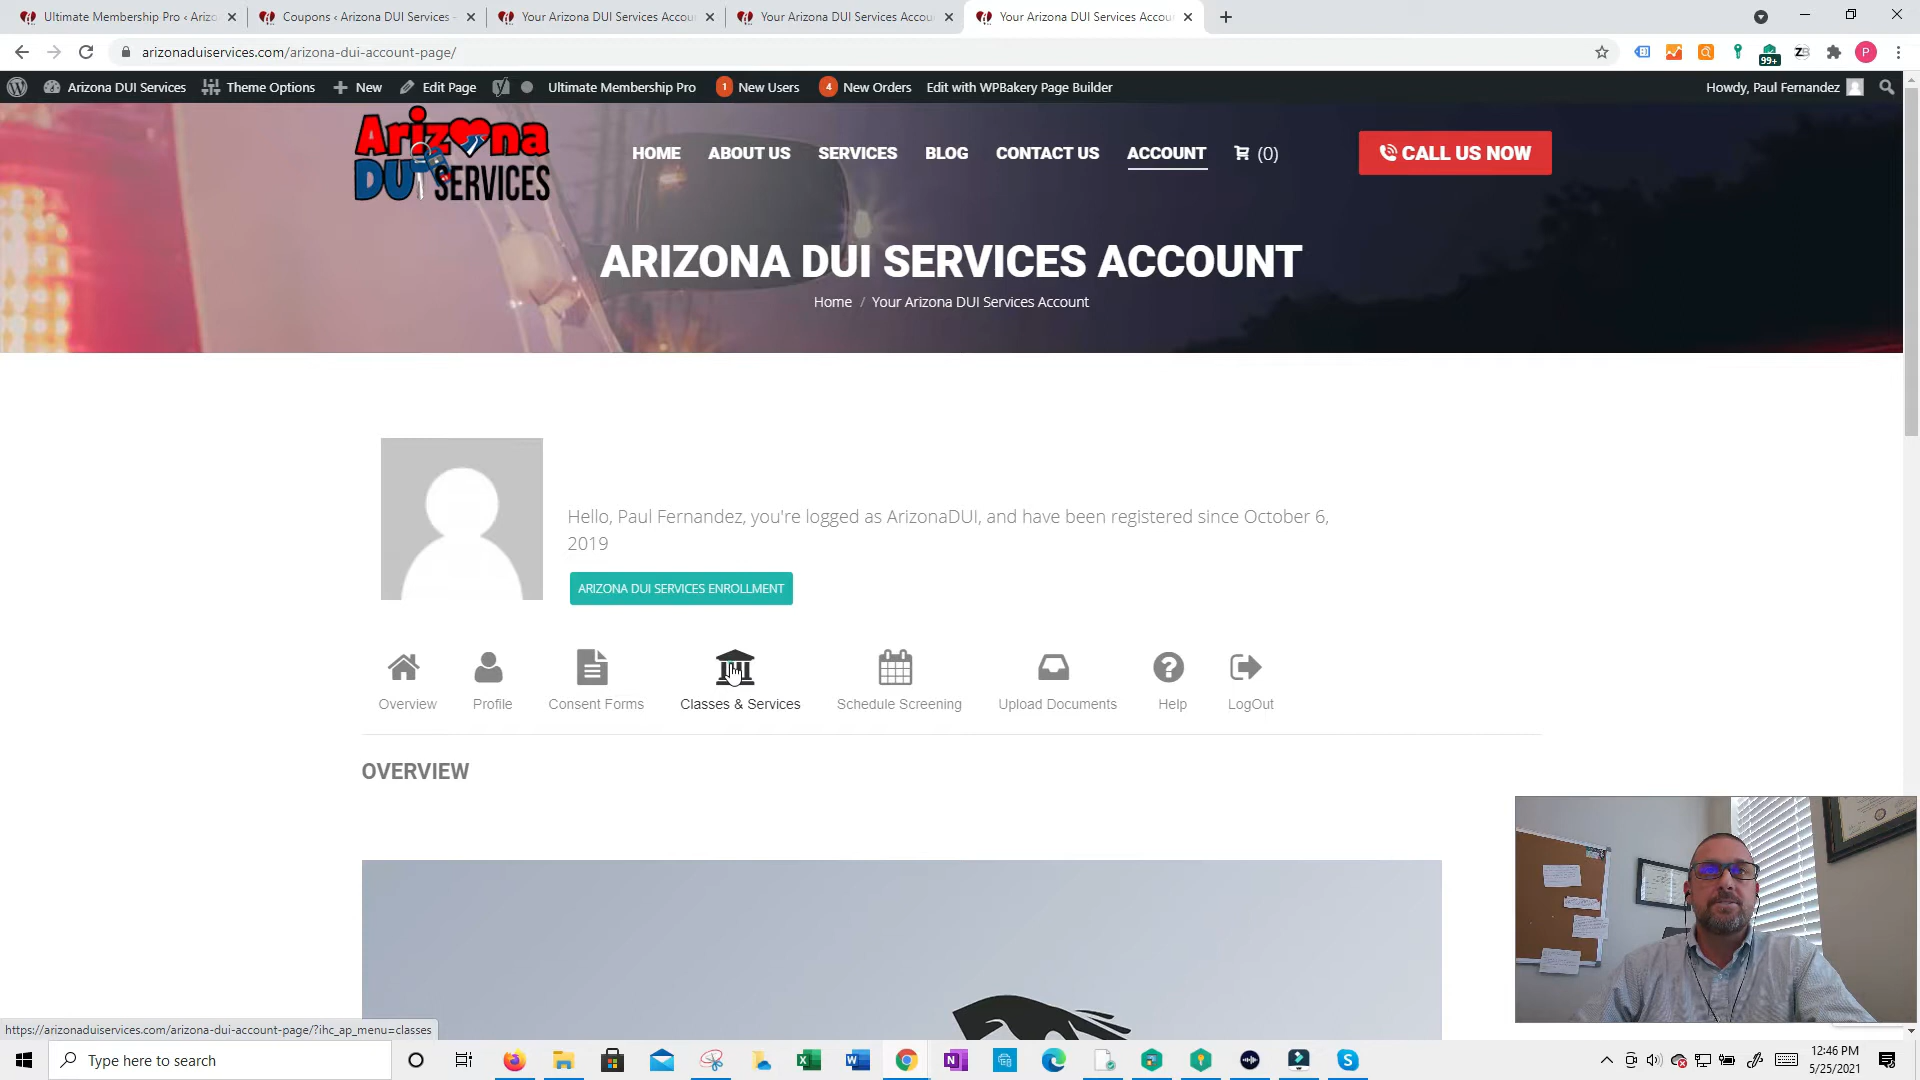 Ultimate Membership Pro ‹ Arizo
Coupons ‹ Arizona DUI Services -
Your Arizona DUI Services Accou
Your Arizona DUI Services Accou
Your Arizona DUI Services Accou
arizonaduiservices.com/arizona-dui-account-page/
99+
P
Arizona DUI Services
Theme Options
New
Edit Page
Ultimate Membership Pro
1 New Users
4 New Orders
Edit with WPBakery Page Builder
Howdy, Paul Fernandez
Arizona
DUI SERVICES
HOME
ABOUT US
SERVICES
BLOG
CONTACT US
ACCOUNT
(0)
CALL US NOW
ARIZONA DUI SERVICES ACCOUNT
Home / Your Arizona DUI Services Account
Hello, Paul Fernandez, you're logged as ArizonaDUI, and have been registered since October 6,
2019
ARIZONA DUI SERVICES ENROLLMENT
Overview
Profile
Consent Forms
Classes & Services
Schedule Screening
Upload Documents
Help
LogOut
OVERVIEW
https://arizonaduiservices.com/arizona-dui-account-page/?ihc_ap_menu=classes
Type here to search
12:46 PM
5/25/2021